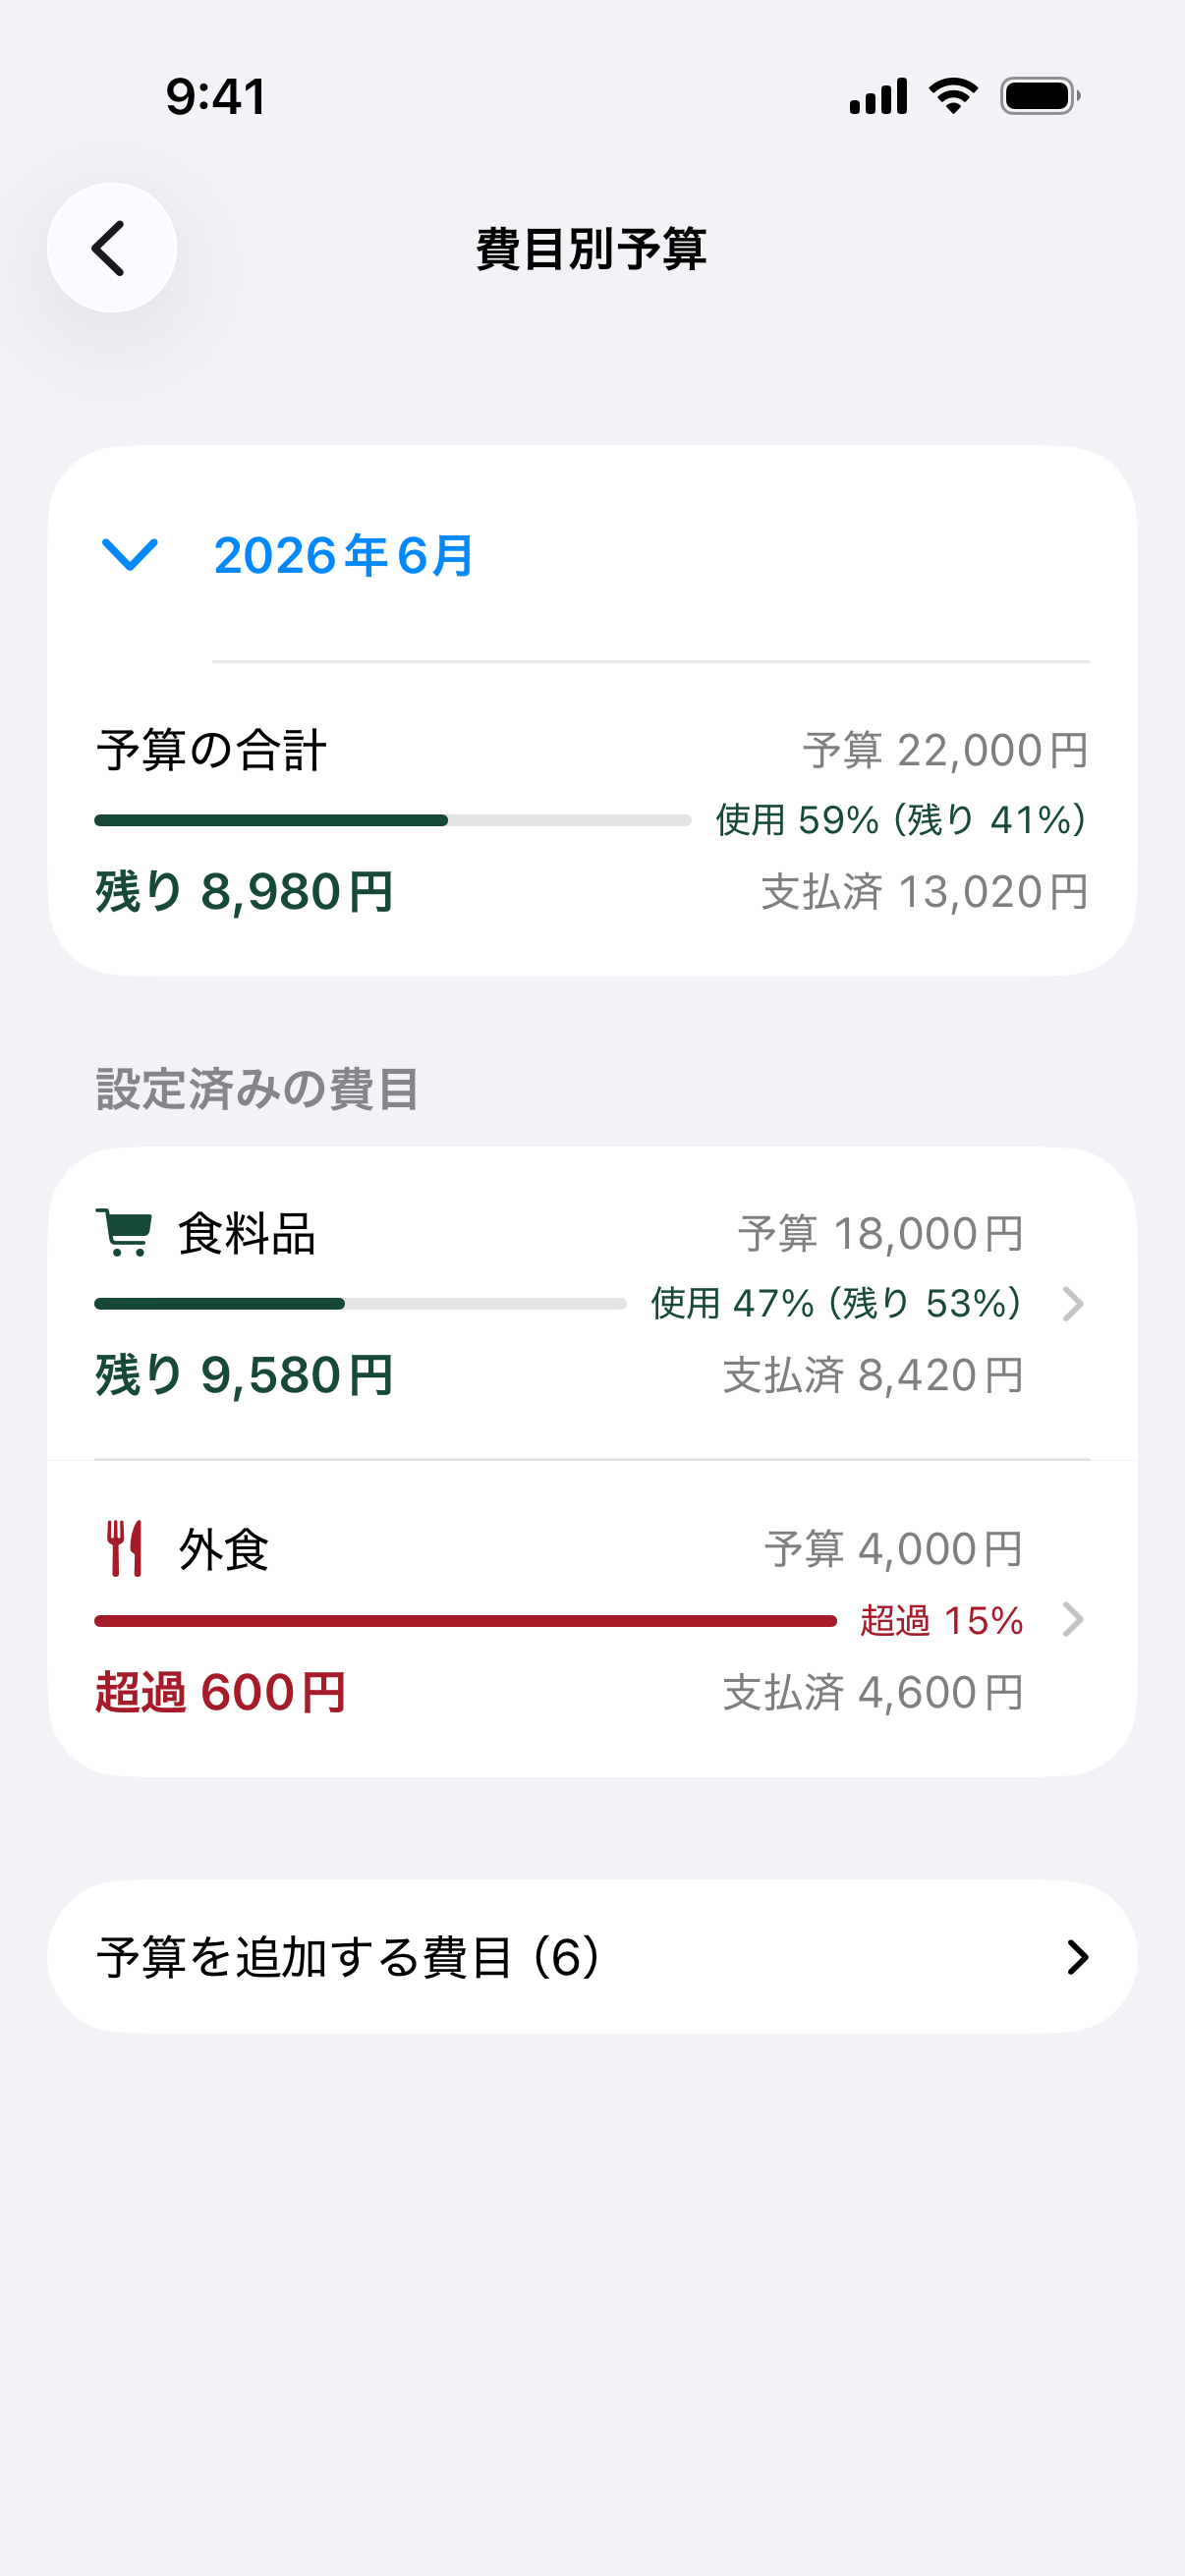 9:41
費目別予算
2026年6月
予算の合計
予算 22,000円
使用 59%（残り 41%）
残り 8,980円
支払済 13,020円
設定済みの費目
食料品
予算 18,000円
使用 47%（残り 53%）
残り 9,580円
支払済 8,420円
外食
予算 4,000円
超過 15%
超過 600円
支払済 4,600円
予算を追加する費目（6）